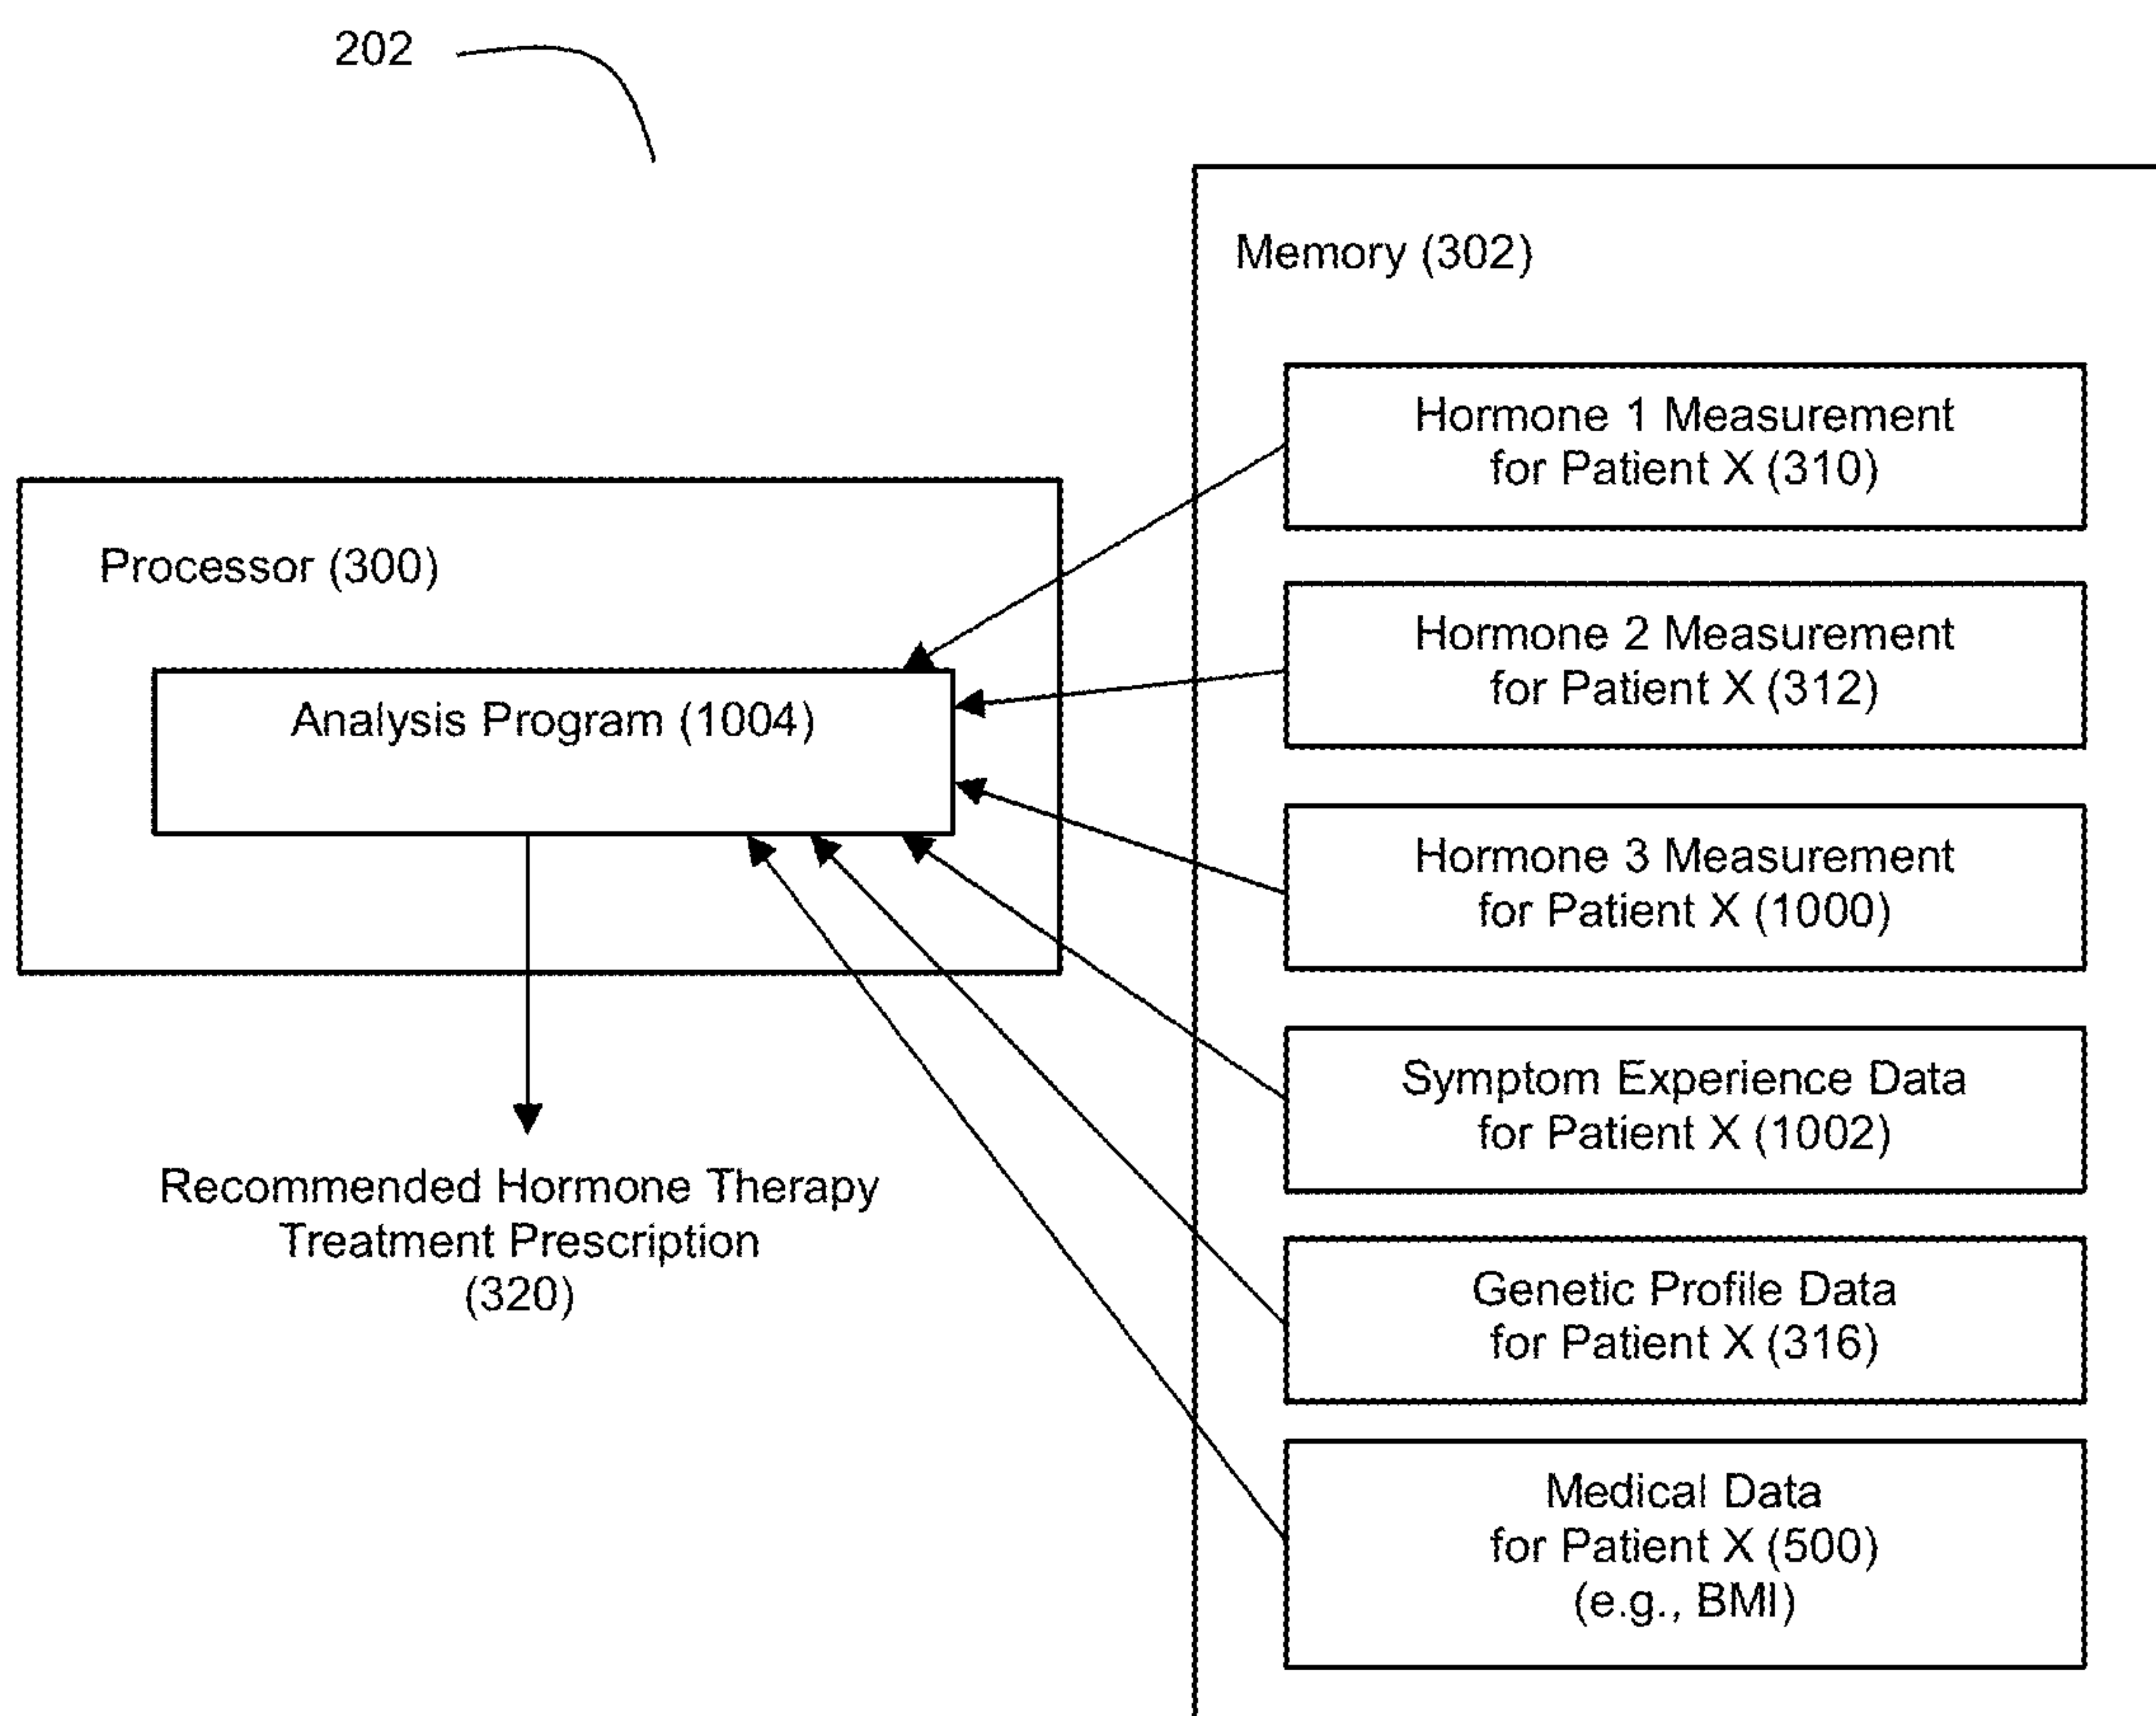 202
Memory (302)
Hormone 1 Measurement
for Patient X (310)
Processor (300)
Hormone 2 Measurement
for Patient X (312)
Analysis Program (1004)
Hormone 3 Measurement
for Patient X (1000)
Symptom Experience Data
for Patient X (1002)
Recommended Hormone Therapy
Treatment Prescription
(320)
Genetic Profile Data
for Patient X (316)
Medical Data
for Patient X (500)
(e.g., BMI)